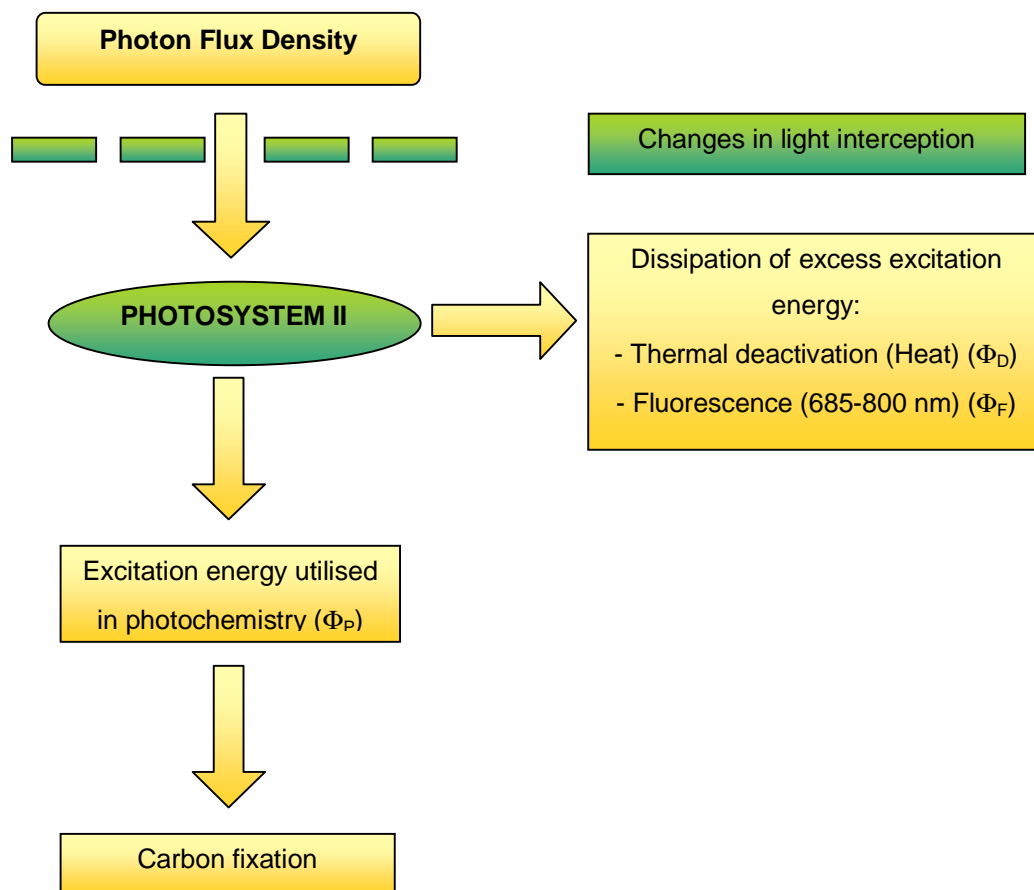 Photon Flux Density
Changes in light interception
Dissipation of excess excitation
energy:
- Thermal deactivation (Heat) (ΦD)
- Fluorescence (685-800 nm) (ΦF)
PHOTOSYSTEM II
Excitation energy utilised
in photochemistry (ΦP)
Carbon fixation